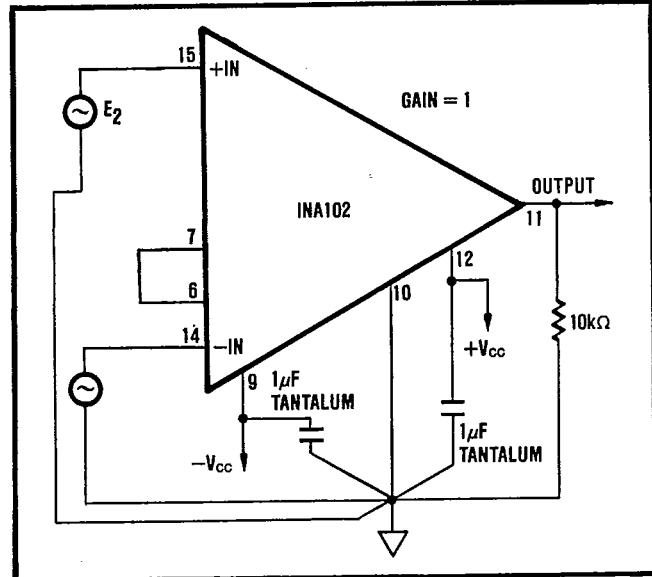 15
+IN
GAIN = 1
E2
OUTPUT
INA102
11
7
12
6
10
10kΩ
14
−IN
+VCC
9
1μF
TANTALUM
1μF
TANTALUM
−VCC